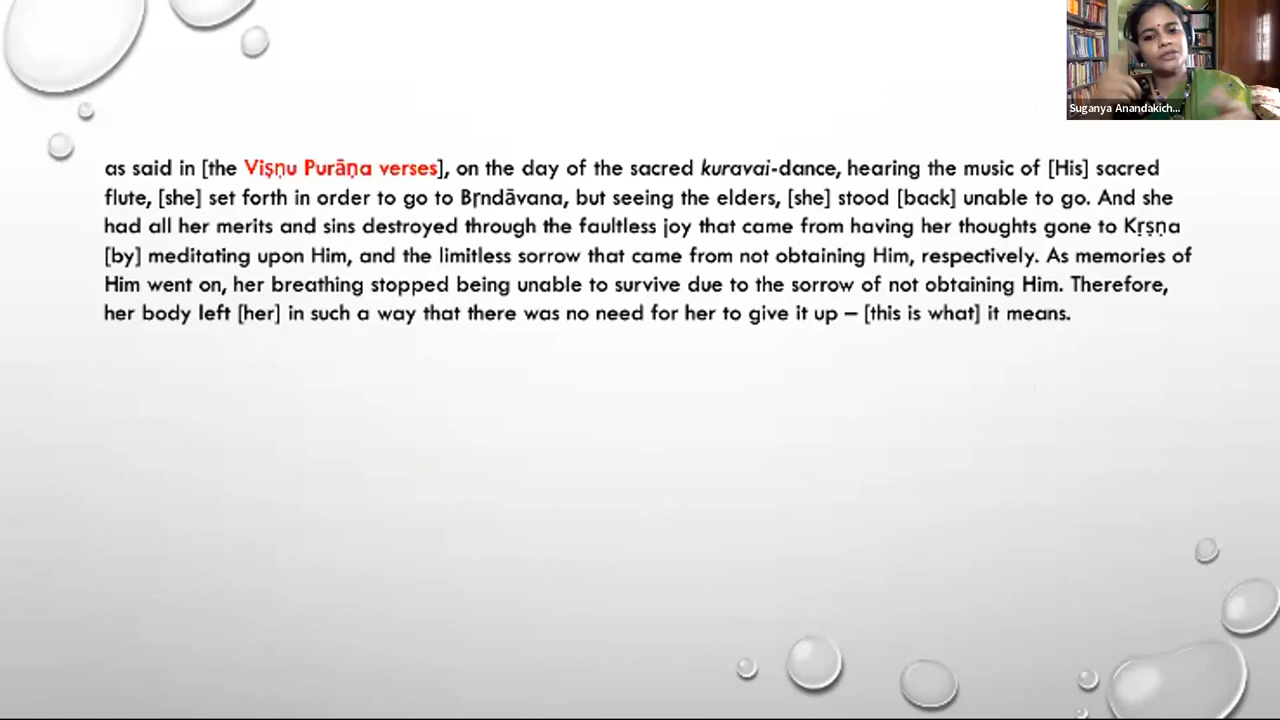 Suganya Anandakich...
as said in [the Viṣṇu Purāṇa verses], on the day of the sacred kuravai-dance, hearing the music of [His] sacred
flute, [she] set forth in order to go to Bṛndāvana, but seeing the elders, [she] stood [back] unable to go. And she
had all her merits and sins destroyed through the faultless joy that came from having her thoughts gone to Kṛṣṇa
[by] meditating upon Him, and the limitless sorrow that came from not obtaining Him, respectively. As memories of
Him went on, her breathing stopped being unable to survive due to the sorrow of not obtaining Him. Therefore,
her body left [her] in such a way that there was no need for her to give it up – [this is what] it means.